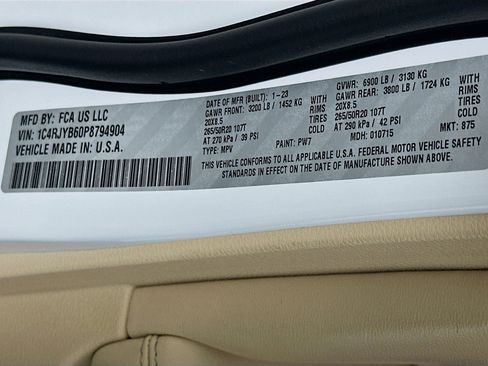 MFD BY: FCA US LLC
VIN: 1C4RJYB60P8794904
VEHICLE MADE IN: U.S.A.
DATE OF MFR (BUILT): 1-23 GVWR: 6900 LB / 3130 KG
GAWR FRONT: 3200 LB / 1452 KG WITH GAWR REAR: 3800 LB / 1724 KG WITH
20X8.5 TIRES 20X8.5 TIRES
265/50R20 107T RIMS 265/50R20 107T RIMS
AT 270 kPa / 39 PSI COLD AT 290 kPa / 42 PSI COLD
TYPE: MPV PAINT: PW7 MDH: 010715 MKT: 875
THIS VEHICLE CONFORMS TO ALL APPLICABLE U.S.A. FEDERAL MOTOR VEHICLE SAFETY
STANDARDS IN EFFECT ON THE DATE OF MANUFACTURE SHOWN ABOVE.